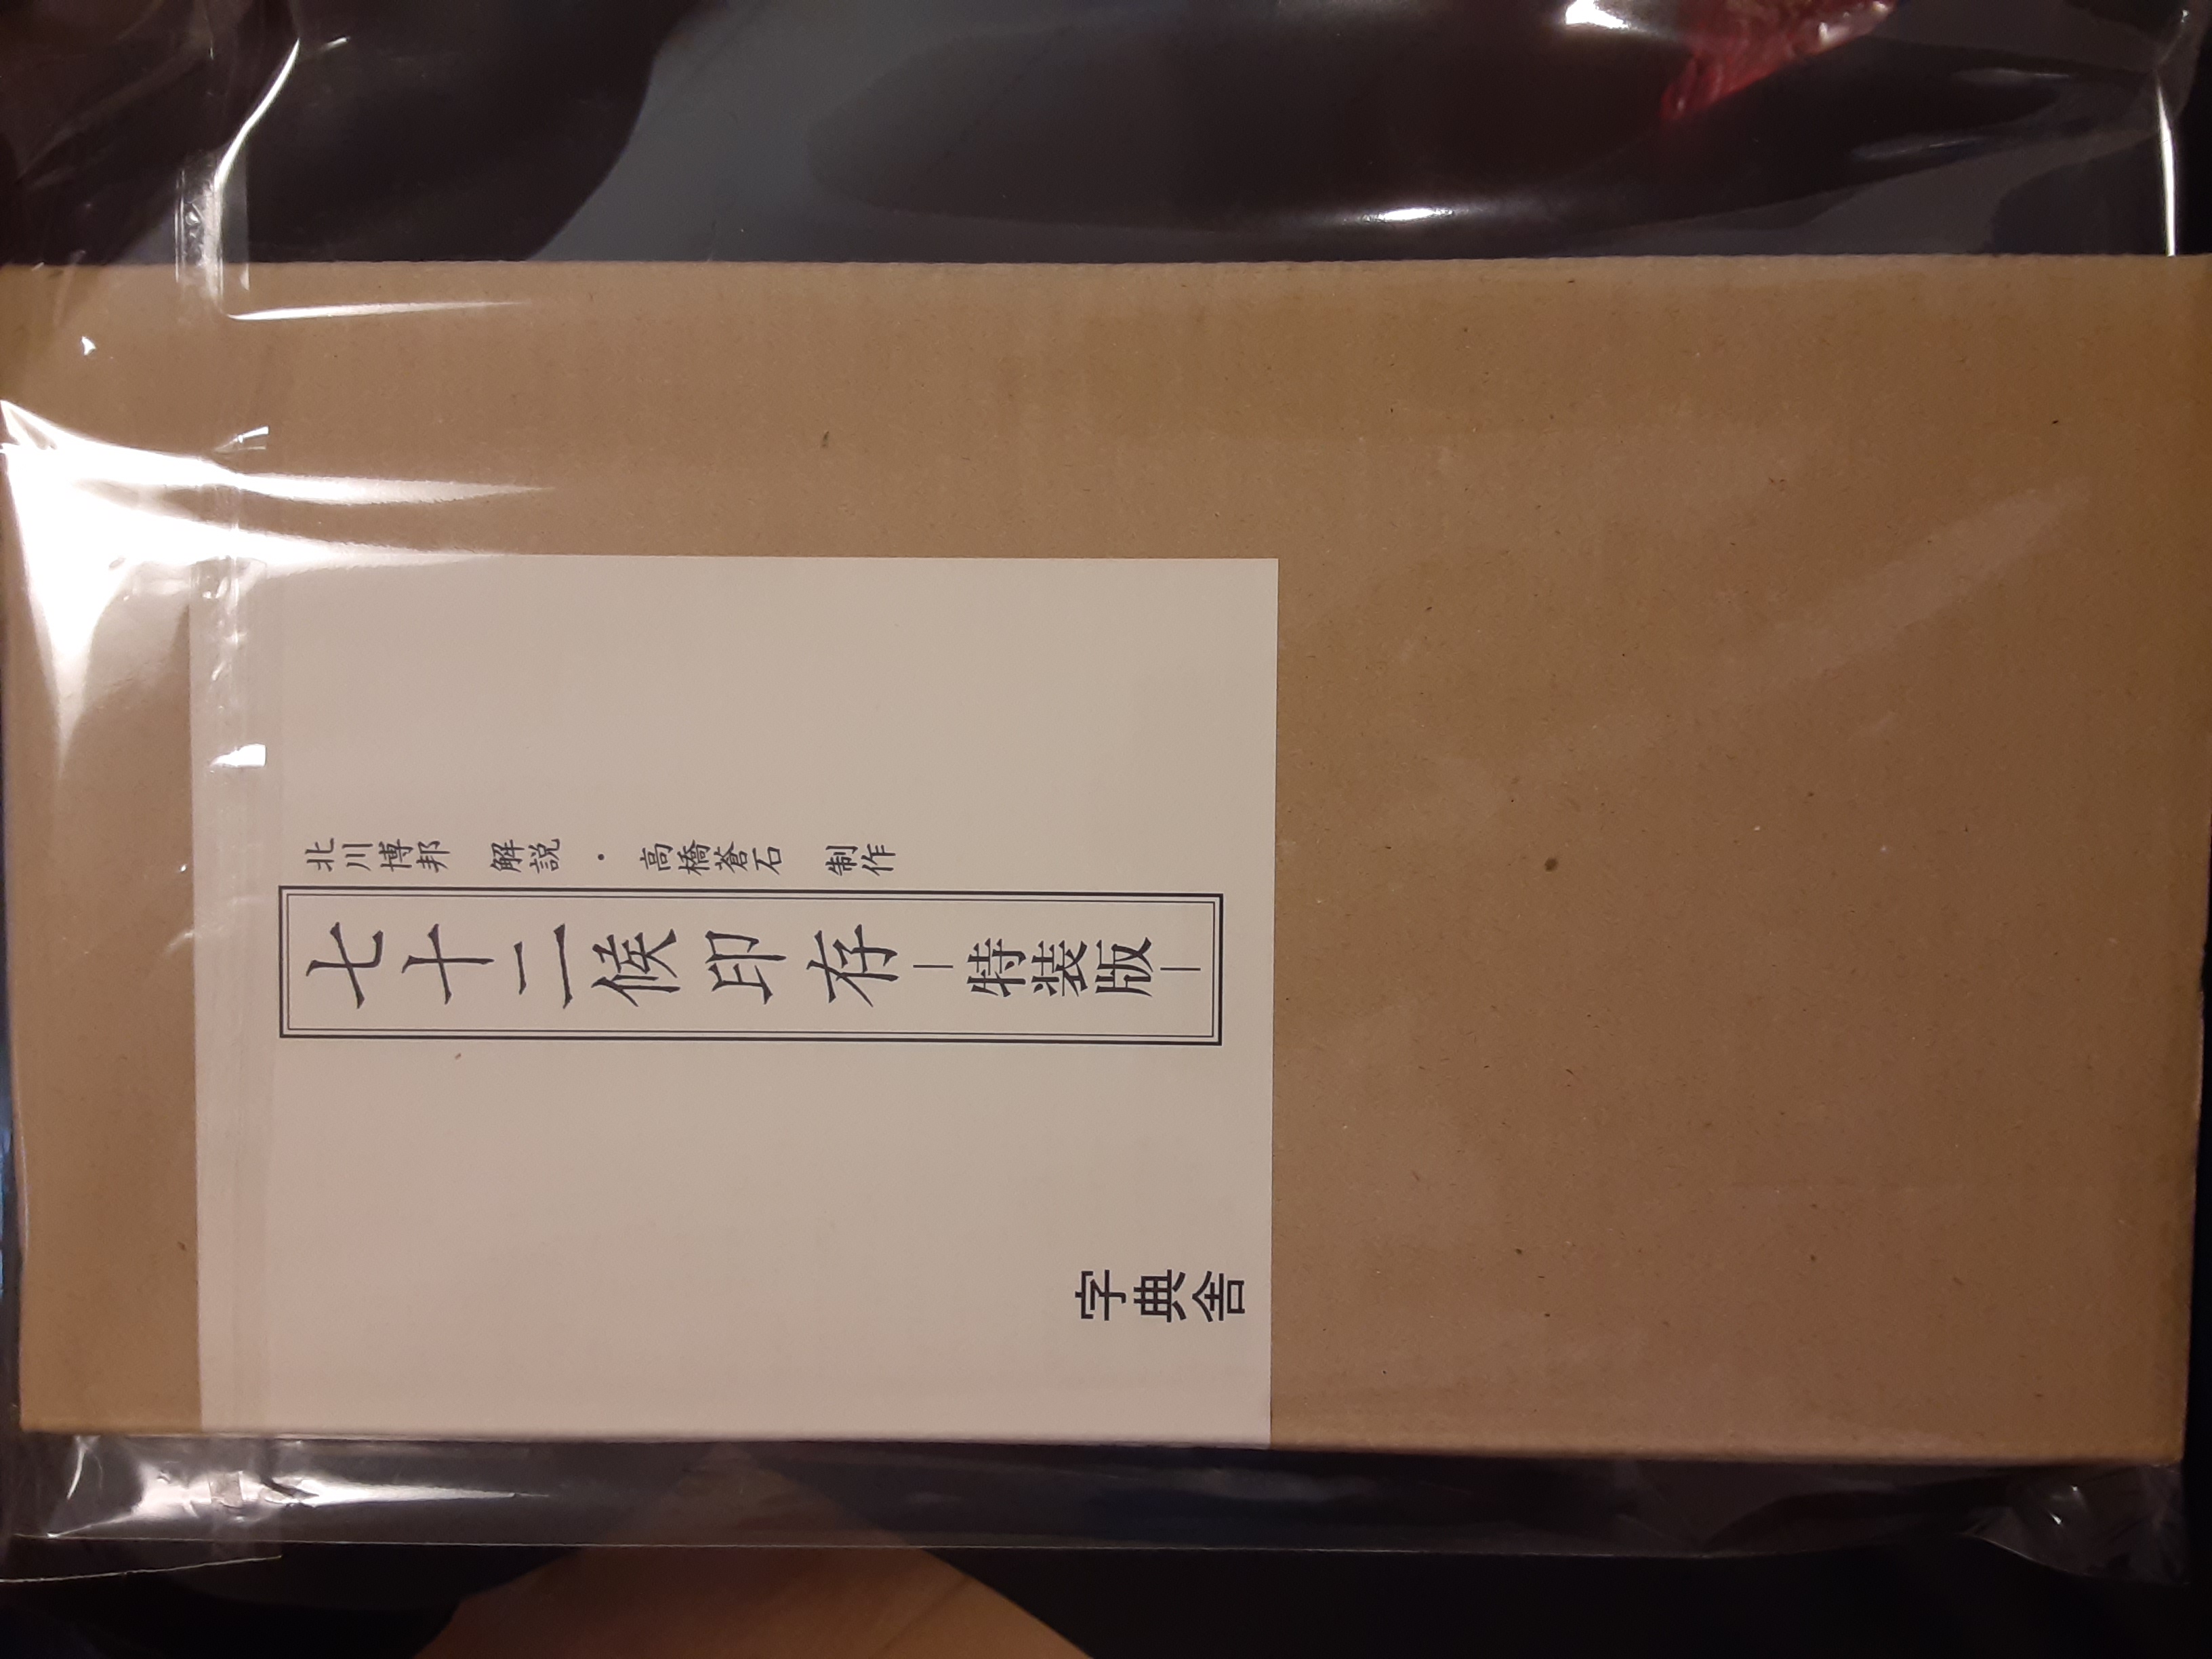 北川博邦 解説・高橋蒼石 制作
七十二候印存―特装版―
字典舎